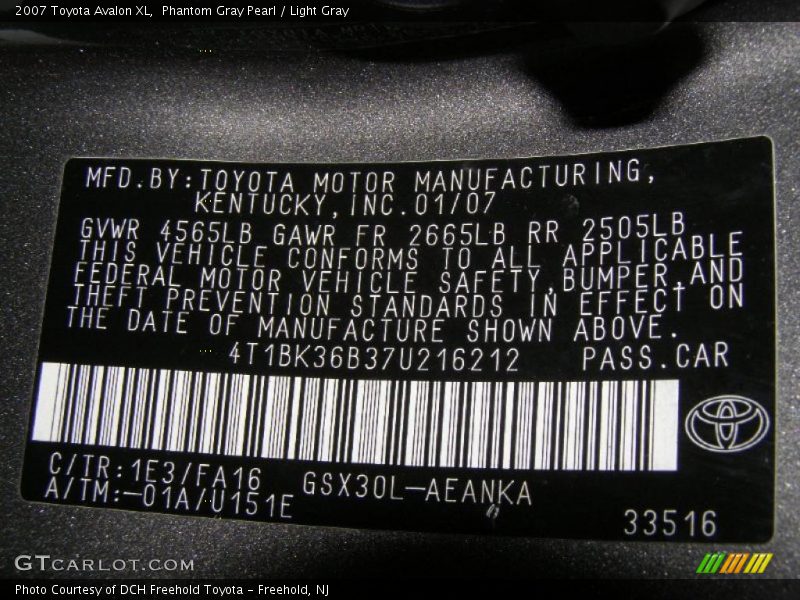 2007 Toyota Avalon XL, Phantom Gray Pearl / Light Gray
MFD.BY:TOYOTA MOTOR MANUFACTURING,
KENTUCKY,INC.01/07
GVWR 4565LB GAWR FR 2665LB RR 2505LB
THIS VEHICLE CONFORMS TO ALL APPLICABLE
FEDERAL MOTOR VEHICLE SAFETY,BUMPER,AND
THEFT PREVENTION STANDARDS IN EFFECT ON
THE DATE OF MANUFACTURE SHOWN ABOVE.
4T1BK36B37U216212 PASS.CAR
C/TR:1E3/FA16 GSX30L-AEANKA
A/TM:-01A/U151E
33516
GTCARLOT.COM
Photo Courtesy of DCH Freehold Toyota - Freehold, NJ